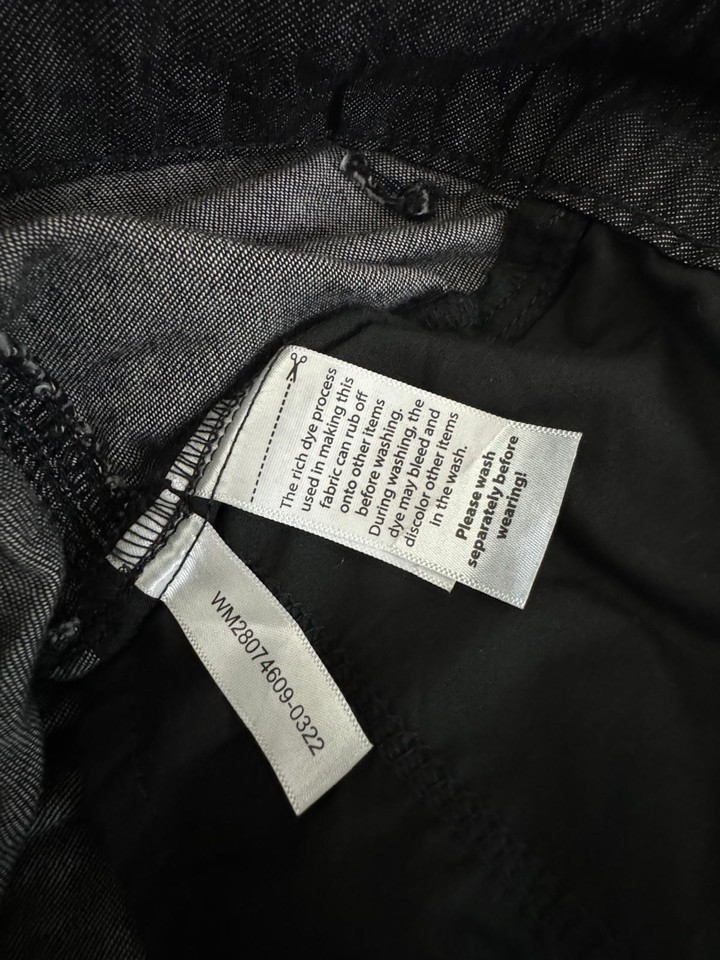 The rich dye process
used in making this
fabric can rub off
onto other items
before washing.
During washing, the
dye may bleed and
discolor other items
in the wash.
Please wash
separately before
wearing!
WM28074609-0322